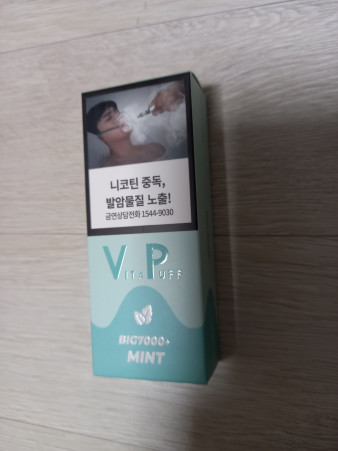 니코틴 중독,
발암물질 노출!
금연상담전화 1544-9030
VITA PUFF
BIG7000+
MINT